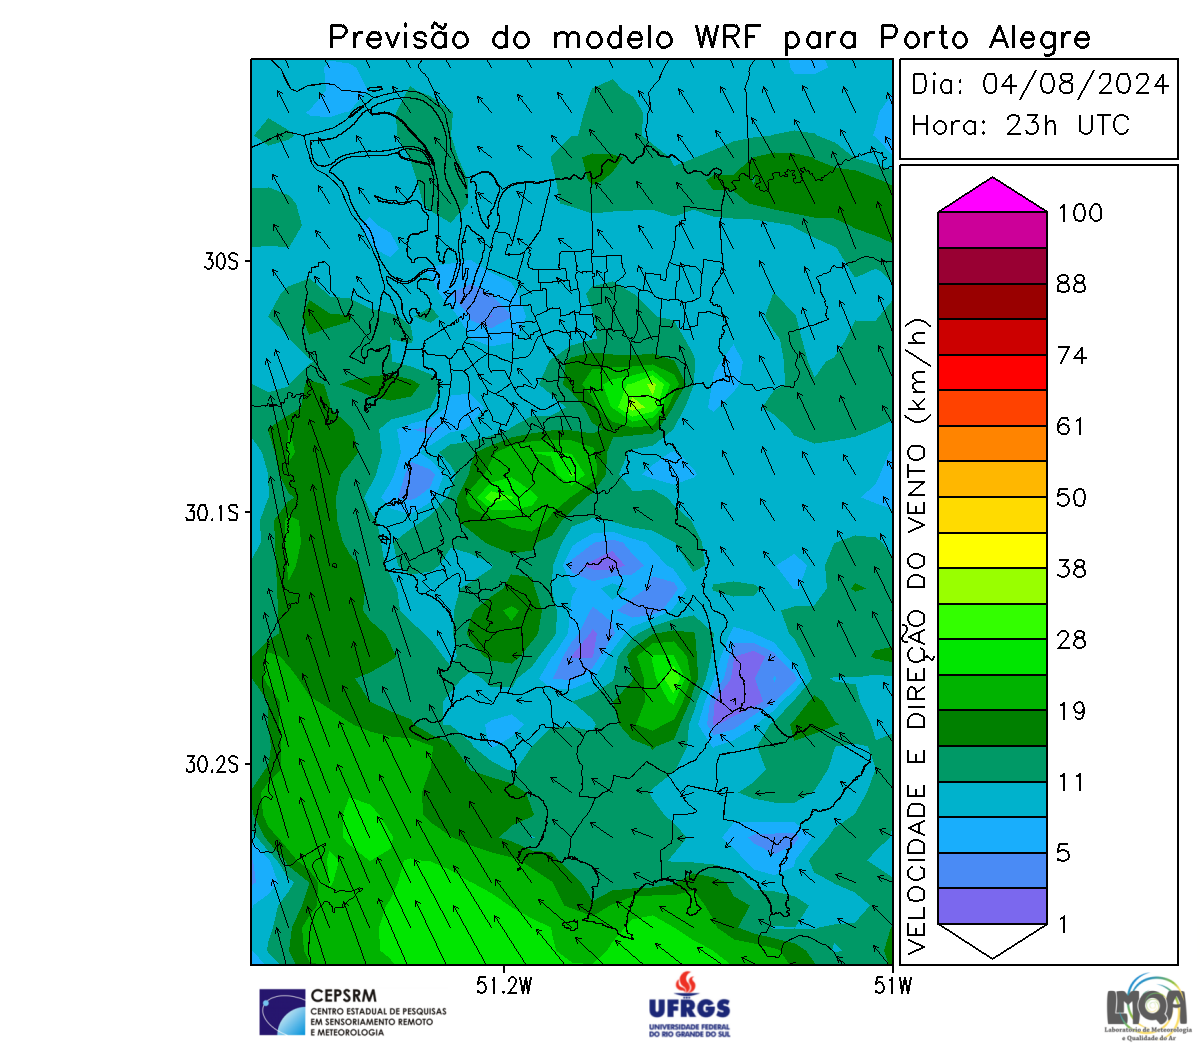 Previsão do modelo WRF para Porto Alegre
Dia: 04/08/2024
Hora: 23h UTC
30S
30.1S
30.2S
51.2W
51W
VELOCIDADE E DIREÇÃO DO VENTO (km/h)
100
88
74
61
50
38
28
19
11
5
1
CEPSRM
CENTRO ESTADUAL DE PESQUISAS
EM SENSORIAMENTO REMOTO
E METEOROLOGIA
UFRGS
UNIVERSIDADE FEDERAL
DO RIO GRANDE DO SUL
LMQA
Laboratório de Meteorologia
e Qualidade do Ar